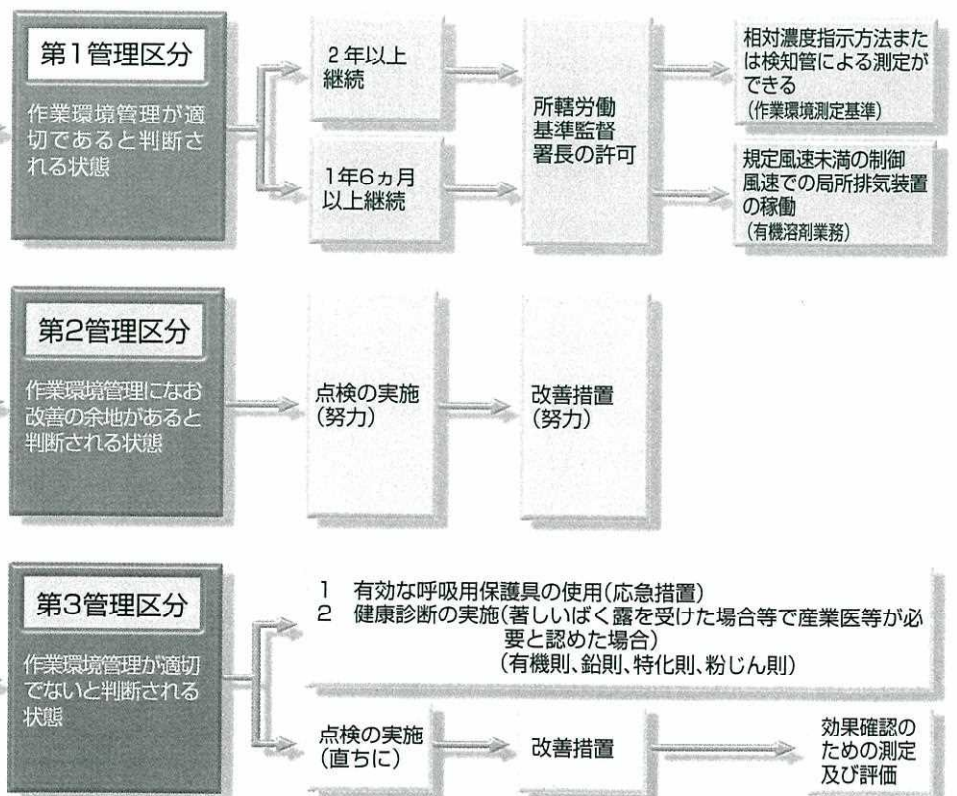 第1管理区分
作業環境管理が適
切であると判断さ
れる状態
2年以上
継続
1年6ヵ月
以上継続
所轄労働
基準監督
署長の許可
相対濃度指示方法また
は検知管による測定が
できる
(作業環境測定基準)
規定風速未満の制御
風速での局所排気装置
の稼働
(有機溶剤業務)
第2管理区分
作業環境管理になお
改善の余地があると
判断される状態
点検の実施
(努力)
改善措置
(努力)
第3管理区分
作業環境管理が適切
でないと判断される
状態
1 有効な呼吸用保護具の使用(応急措置)
2 健康診断の実施(著しいばく露を受けた場合等で産業医等が必
要と認めた場合)
(有機則、鉛則、特化則、粉じん則)
点検の実施
(直ちに)
改善措置
効果確認の
ための測定
及び評価